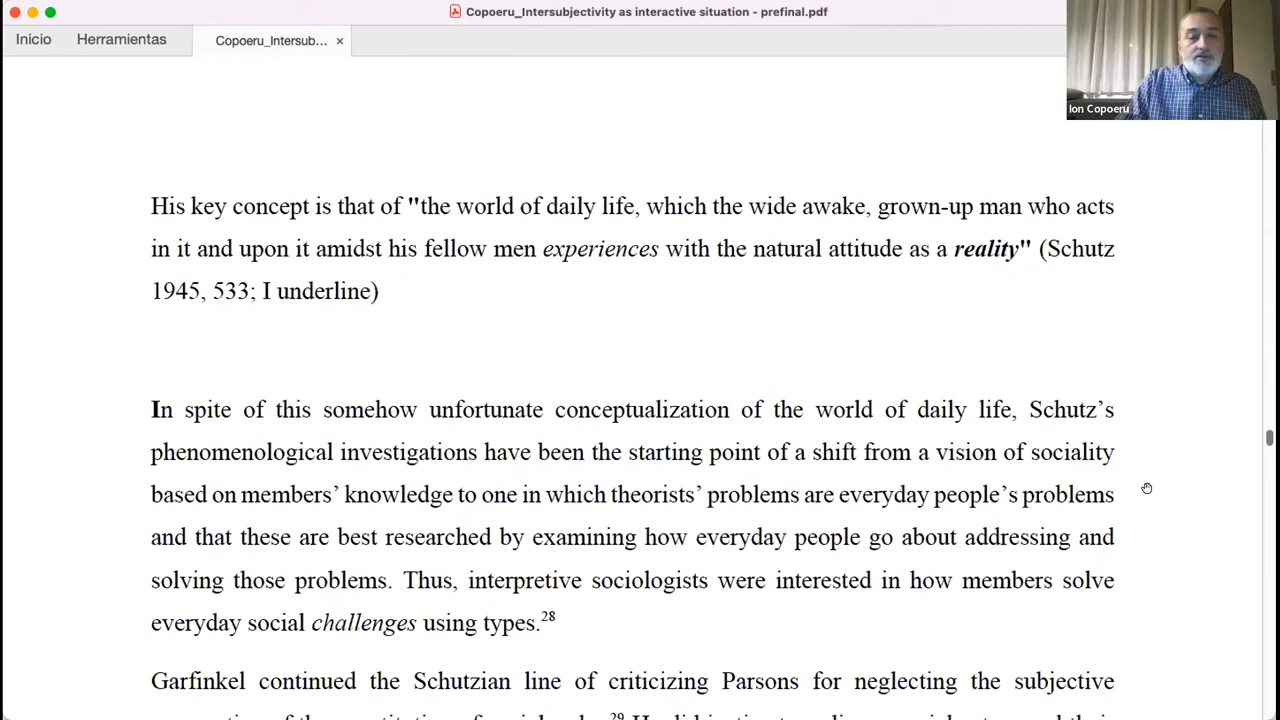 Copoeru_Intersubjectivity as interactive situation - prefinal.pdf
Inicio
Herramientas
Copoeru_Intersub... ×
Ion Copoeru
His key concept is that of "the world of daily life, which the wide awake, grown-up man who acts
in it and upon it amidst his fellow men experiences with the natural attitude as a reality" (Schutz
1945, 533; I underline)
In spite of this somehow unfortunate conceptualization of the world of daily life, Schutz’s
phenomenological investigations have been the starting point of a shift from a vision of sociality
based on members’ knowledge to one in which theorists’ problems are everyday people’s problems
and that these are best researched by examining how everyday people go about addressing and
solving those problems. Thus, interpretive sociologists were interested in how members solve
everyday social challenges using types.28
Garfinkel continued the Schutzian line of criticizing Parsons for neglecting the subjective